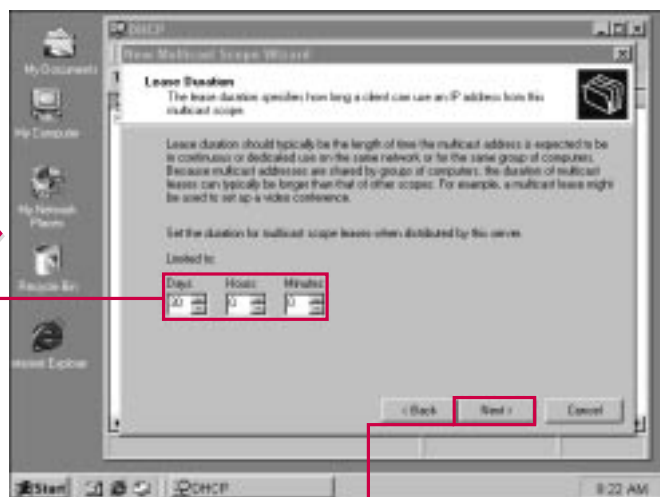 DHCP
New Multicast Scope Wizard
My Documents
My Computer
My Network
Places
Recycle Bin
Internet Explorer
Lease Duration
The lease duration specifies how long a client can use an IP address from this
multicast scope.
Lease duration should typically be the length of time the multicast address is expected to be
in continuous or dedicated use on the same network or for the same group of computers.
Because multicast addresses are shared by groups of computers, the duration of multicast
leases can typically be longer than that of other scopes. For example, a multicast lease might
be used to set up a video conference.
Set the duration for multicast scope leases when distributed by this server.
Limited to:
Days: Hours: Minutes:
30 0 0
< Back Next > Cancel
Start DHCP 8:22 AM